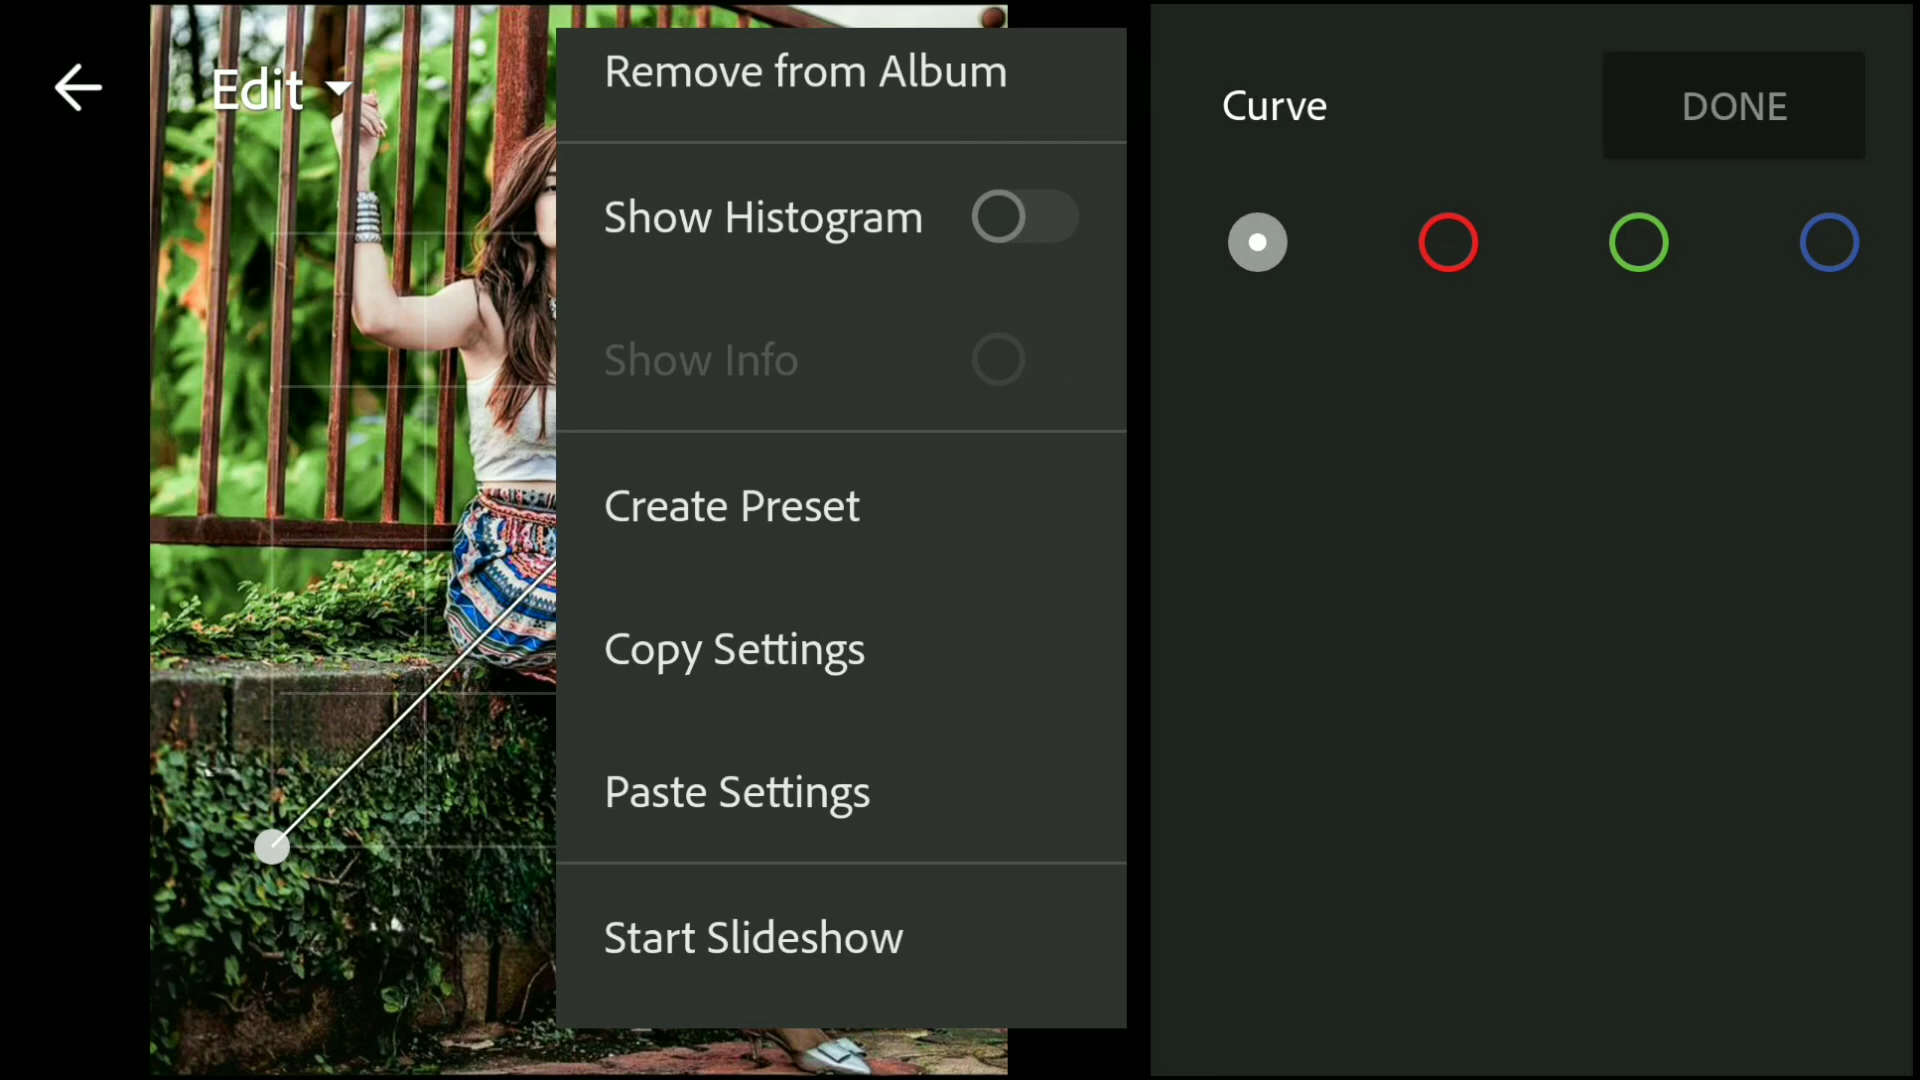 Edit
Remove from Album
Show Histogram
Show Info
Create Preset
Copy Settings
Paste Settings
Start Slideshow
Curve
DONE